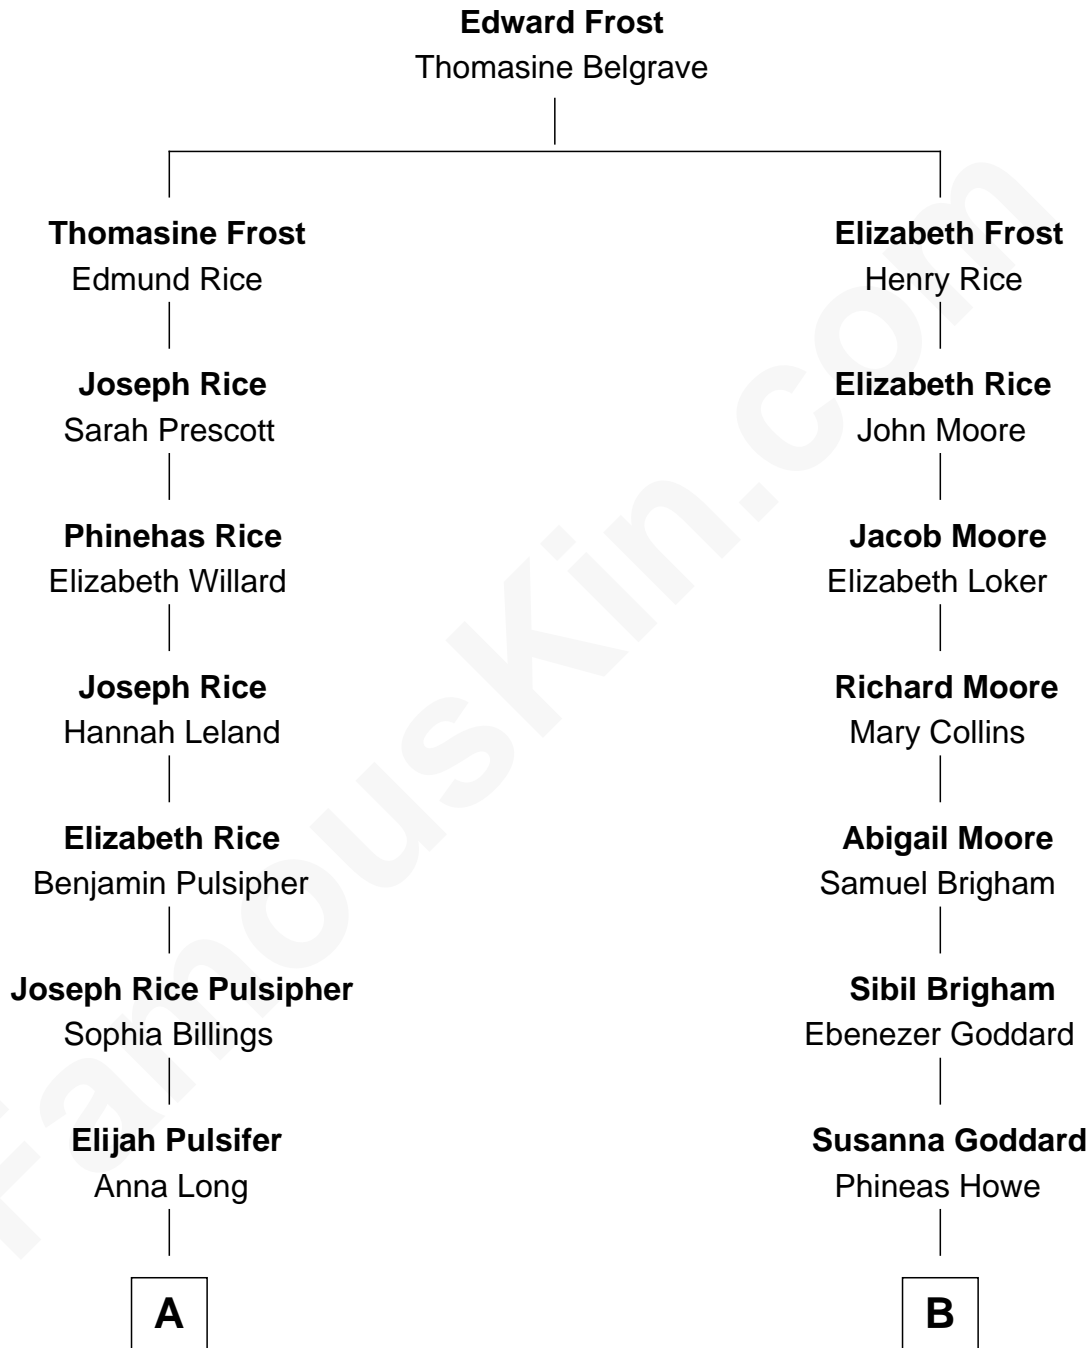 Edward Frost
Thomasine Belgrave
Thomasine Frost
Edmund Rice
Elizabeth Frost
Henry Rice
Joseph Rice
Sarah Prescott
Elizabeth Rice
John Moore
Phinehas Rice
Elizabeth Willard
Jacob Moore
Elizabeth Loker
Joseph Rice
Hannah Leland
Richard Moore
Mary Collins
Elizabeth Rice
Benjamin Pulsipher
Abigail Moore
Samuel Brigham
Joseph Rice Pulsipher
Sophia Billings
Sibil Brigham
Ebenezer Goddard
Elijah Pulsifer
Anna Long
Susanna Goddard
Phineas Howe
A
B
FamousKin.com